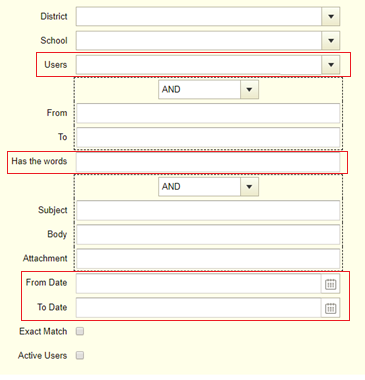 District
School
Users
AND
From
To
Has the words
AND
Subject
Body
Attachment
From Date
To Date
Exact Match
Active Users